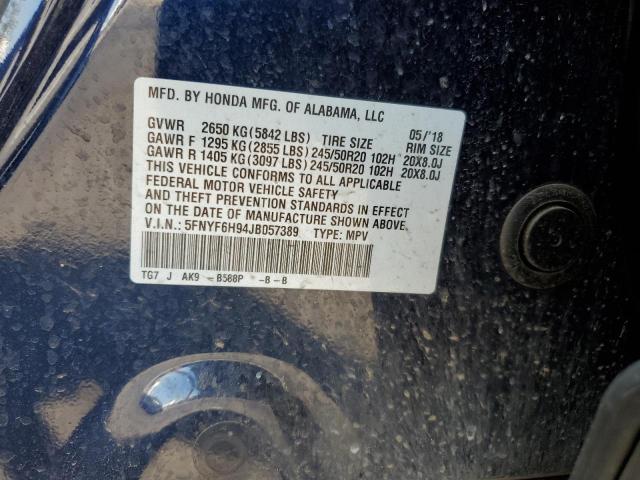 MFD. BY HONDA MFG. OF ALABAMA, LLC
GVWR 2650 KG (5842 LBS) TIRE SIZE 05/'18 RIM SIZE
GAWR F 1295 KG (2855 LBS) 245/50R20 102H 20X8.0J
GAWR R 1405 KG (3097 LBS) 245/50R20 102H 20X8.0J
THIS VEHICLE CONFORMS TO ALL APPLICABLE
FEDERAL MOTOR VEHICLE SAFETY
AND THEFT PREVENTION STANDARDS IN EFFECT
ON THE DATE OF MANUFACTURE SHOWN ABOVE.
V.I.N.: 5FNYF6H94JB057389 TYPE: MPV
TG7 J AK9 -B588P -B-B